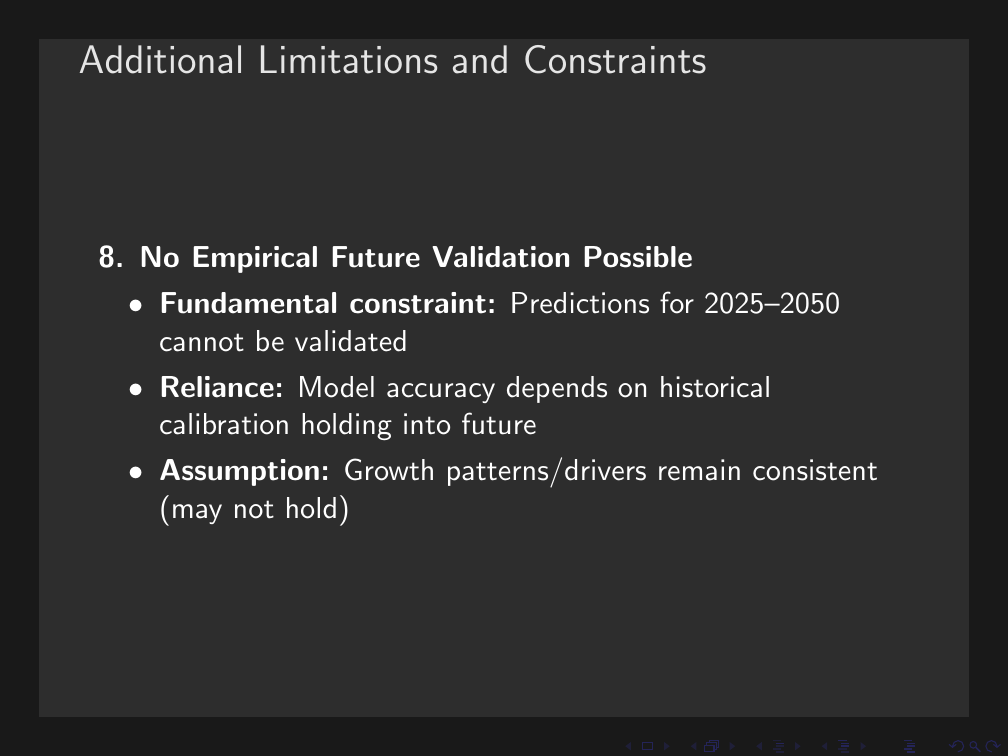 Additional Limitations and Constraints
8. No Empirical Future Validation Possible
• Fundamental constraint: Predictions for 2025–2050
cannot be validated
• Reliance: Model accuracy depends on historical
calibration holding into future
• Assumption: Growth patterns/drivers remain consistent
(may not hold)